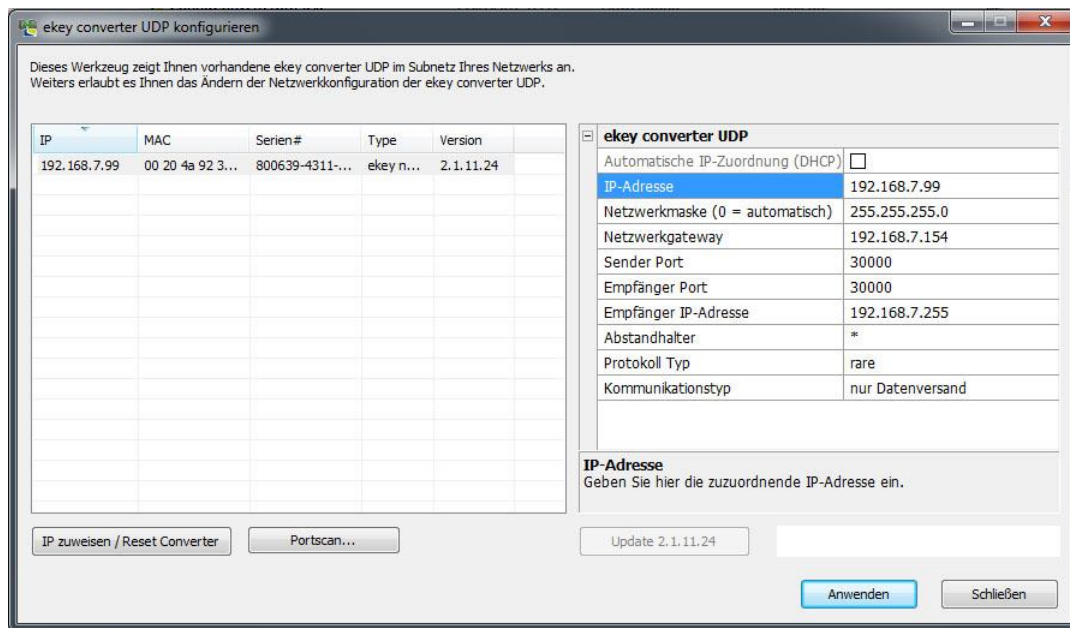 ekey converter UDP konfigurieren
Dieses Werkzeug zeigt Ihnen vorhandene ekey converter UDP im Subnetz Ihres Netzwerks an.
Weiters erlaubt es Ihnen das Ändern der Netzwerkkonfiguration der ekey converter UDP.
IP MAC Serien# Type Version
192.168.7.99 00 20 4a 92 3... 800639-4311-... ekey n... 2.1.11.24
ekey converter UDP
Automatische IP-Zuordnung (DHCP)
IP-Adresse 192.168.7.99
Netzwerkmaske (0 = automatisch) 255.255.255.0
Netzwerkgateway 192.168.7.154
Sender Port 30000
Empfänger Port 30000
Empfänger IP-Adresse 192.168.7.255
Abstandhalter *
Protokoll Typ rare
Kommunikationstyp nur Datenversand
IP-Adresse
Geben Sie hier die zuzuordnende IP-Adresse ein.
IP zuweisen / Reset Converter Portscan... Update 2.1.11.24
Anwenden Schließen